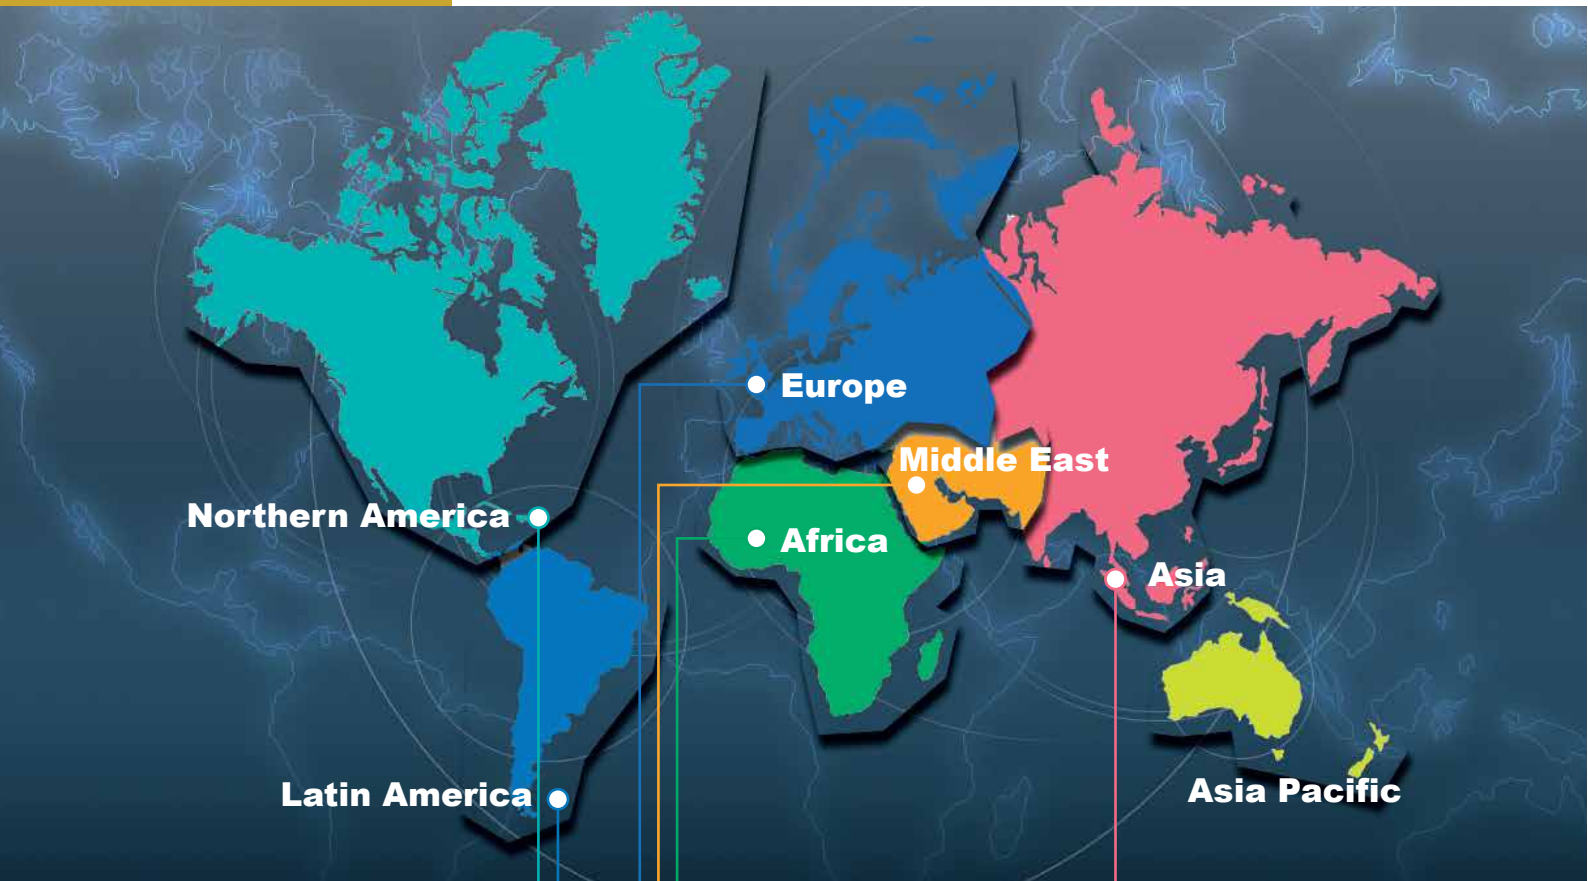 Europe
Middle East
Northern America
Africa
Asia
Latin America
Asia Pacific